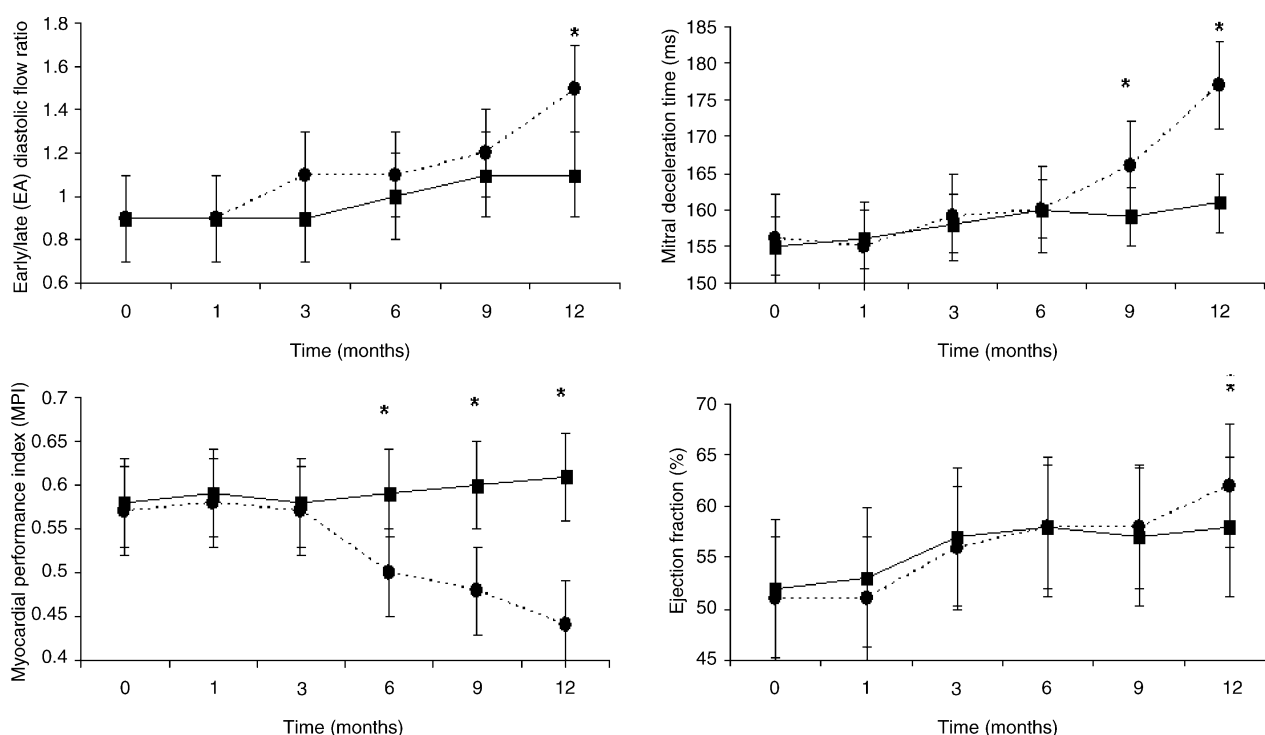 Early/late (EA) diastolic flow ratio
1.8
1.6
1.4
1.2
1
0.8
0.6
*
0 1 3 6 9 12
Time (months)
Mitral deceleration time (ms)
185
180
175
170
165
160
155
150
* *
0 1 3 6 9 12
Time (months)
Myocardial performance index (MPI)
0.7
0.65
0.6
0.55
0.5
0.45
0.4
* * *
0 1 3 6 9 12
Time (months)
Ejection fraction (%)
70
65
60
55
50
45
*
0 1 3 6 9 12
Time (months)